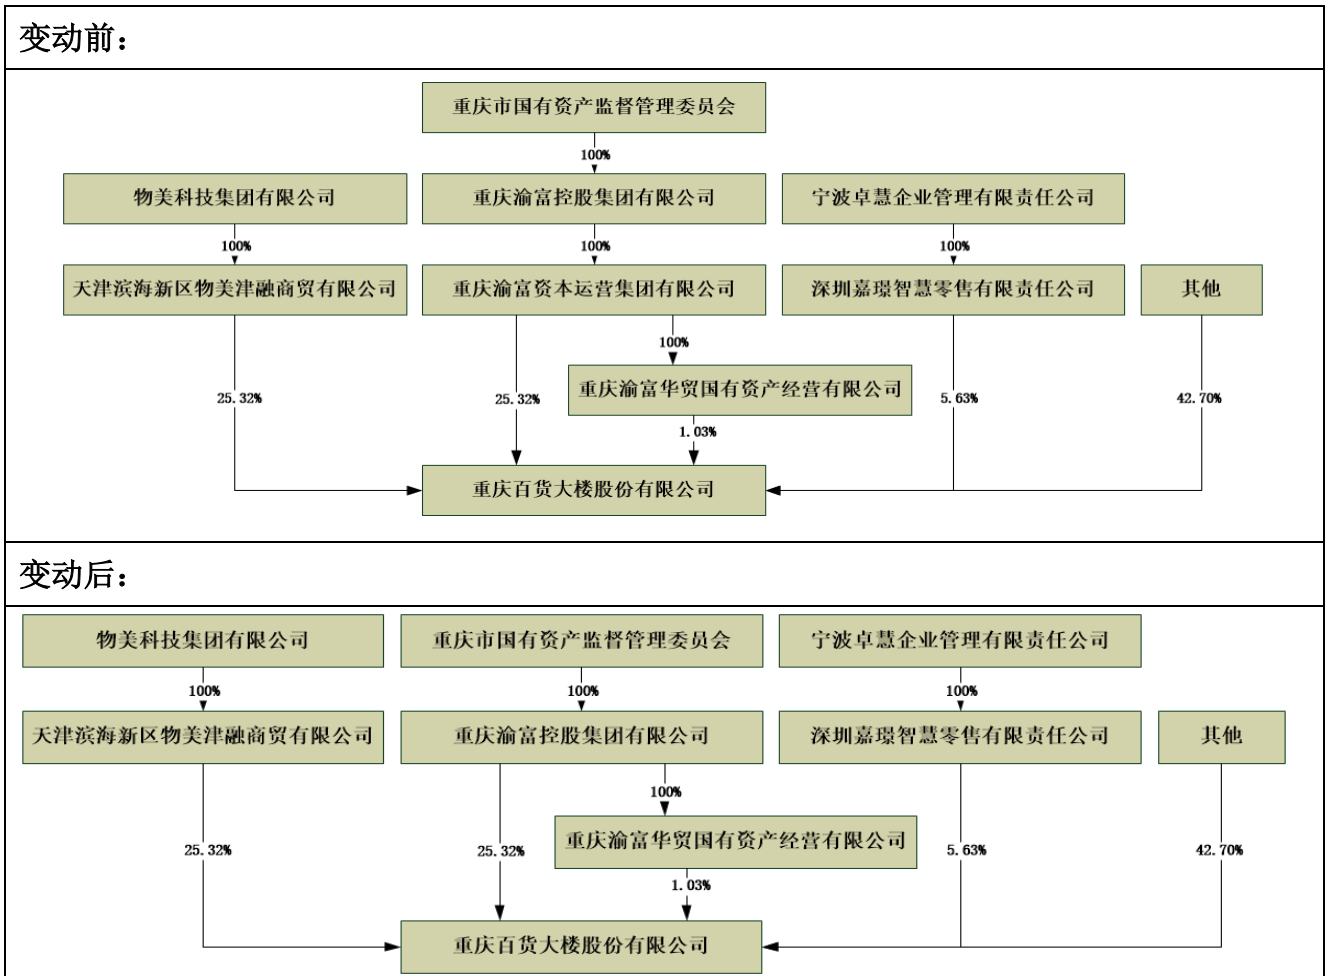 变动前：
重庆市国有资产监督管理委员会
100%
物美科技集团有限公司
重庆渝富控股集团有限公司
宁波卓慧企业管理有限责任公司
100%
100%
100%
天津滨海新区物美津融商贸有限公司
重庆渝富资本运营集团有限公司
深圳嘉璟智慧零售有限责任公司
其他
100%
重庆渝富华贸国有资产经营有限公司
25.32%
25.32%
5.63%
42.70%
1.03%
重庆百货大楼股份有限公司
变动后：
物美科技集团有限公司
重庆市国有资产监督管理委员会
宁波卓慧企业管理有限责任公司
100%
100%
100%
天津滨海新区物美津融商贸有限公司
重庆渝富控股集团有限公司
深圳嘉璟智慧零售有限责任公司
其他
100%
重庆渝富华贸国有资产经营有限公司
25.32%
25.32%
5.63%
42.70%
1.03%
重庆百货大楼股份有限公司